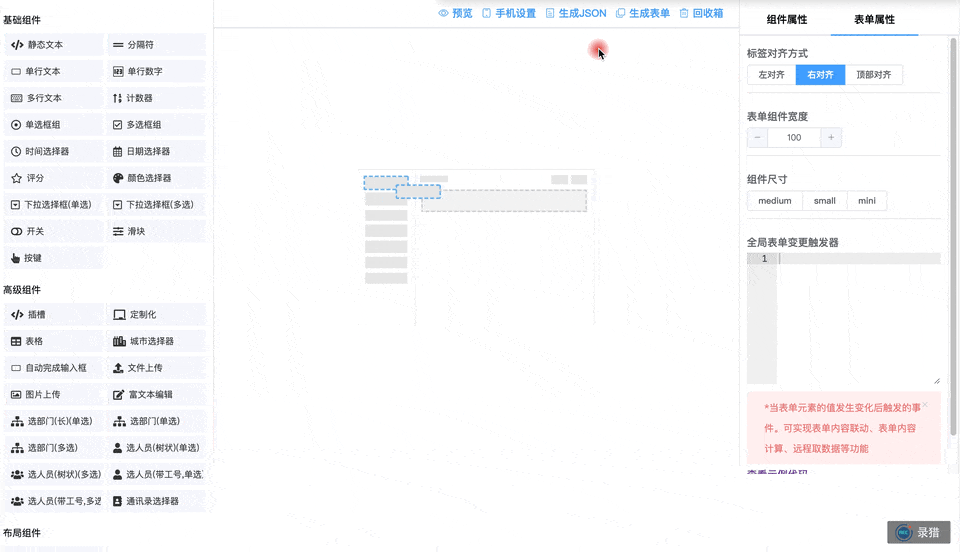 预览 手机设置 生成JSON 生成表单 回收箱
基础组件
静态文本 分隔符
单行文本 单行数字
多行文本 计数器
单选框组 多选框组
时间选择器 日期选择器
评分 颜色选择器
下拉选择框(单选) 下拉选择框(多选)
开关 滑块
按键
高级组件
插槽 定制化
表格 城市选择器
自动完成输入框 文件上传
图片上传 富文本编辑
选部门(长)(单选) 选部门(单选)
选部门(多选) 选人员(树状)(单选)
选人员(树状)(多选) 选人员(带工号,单选
选人员(带工号,多选 通讯录选择器
布局组件
组件属性 表单属性
标签对齐方式
左对齐 右对齐 顶部对齐
表单组件宽度
− 100 +
组件尺寸
medium small mini
全局表单变更触发器
1
*当表单元素的值发生变化后触发的事
件。可实现表单内容联动、表单内容
计算、远程取数据等功能
录猎